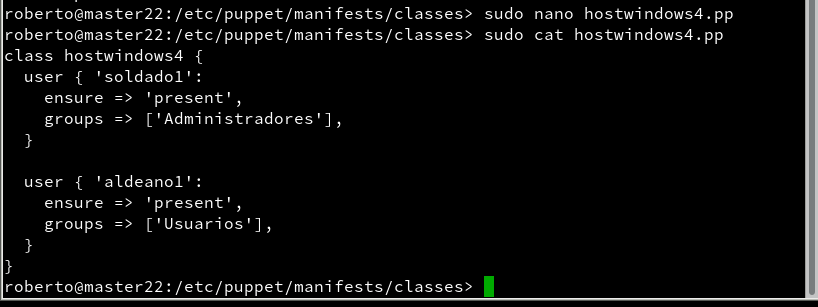 roberto@master22:/etc/puppet/manifests/classes> sudo nano hostwindows4.pp
roberto@master22:/etc/puppet/manifests/classes> sudo cat hostwindows4.pp
class hostwindows4 {
  user { 'soldado1':
    ensure => 'present',
    groups => ['Administradores'],
  }

  user { 'aldeano1':
    ensure => 'present',
    groups => ['Usuarios'],
  }
}
roberto@master22:/etc/puppet/manifests/classes>